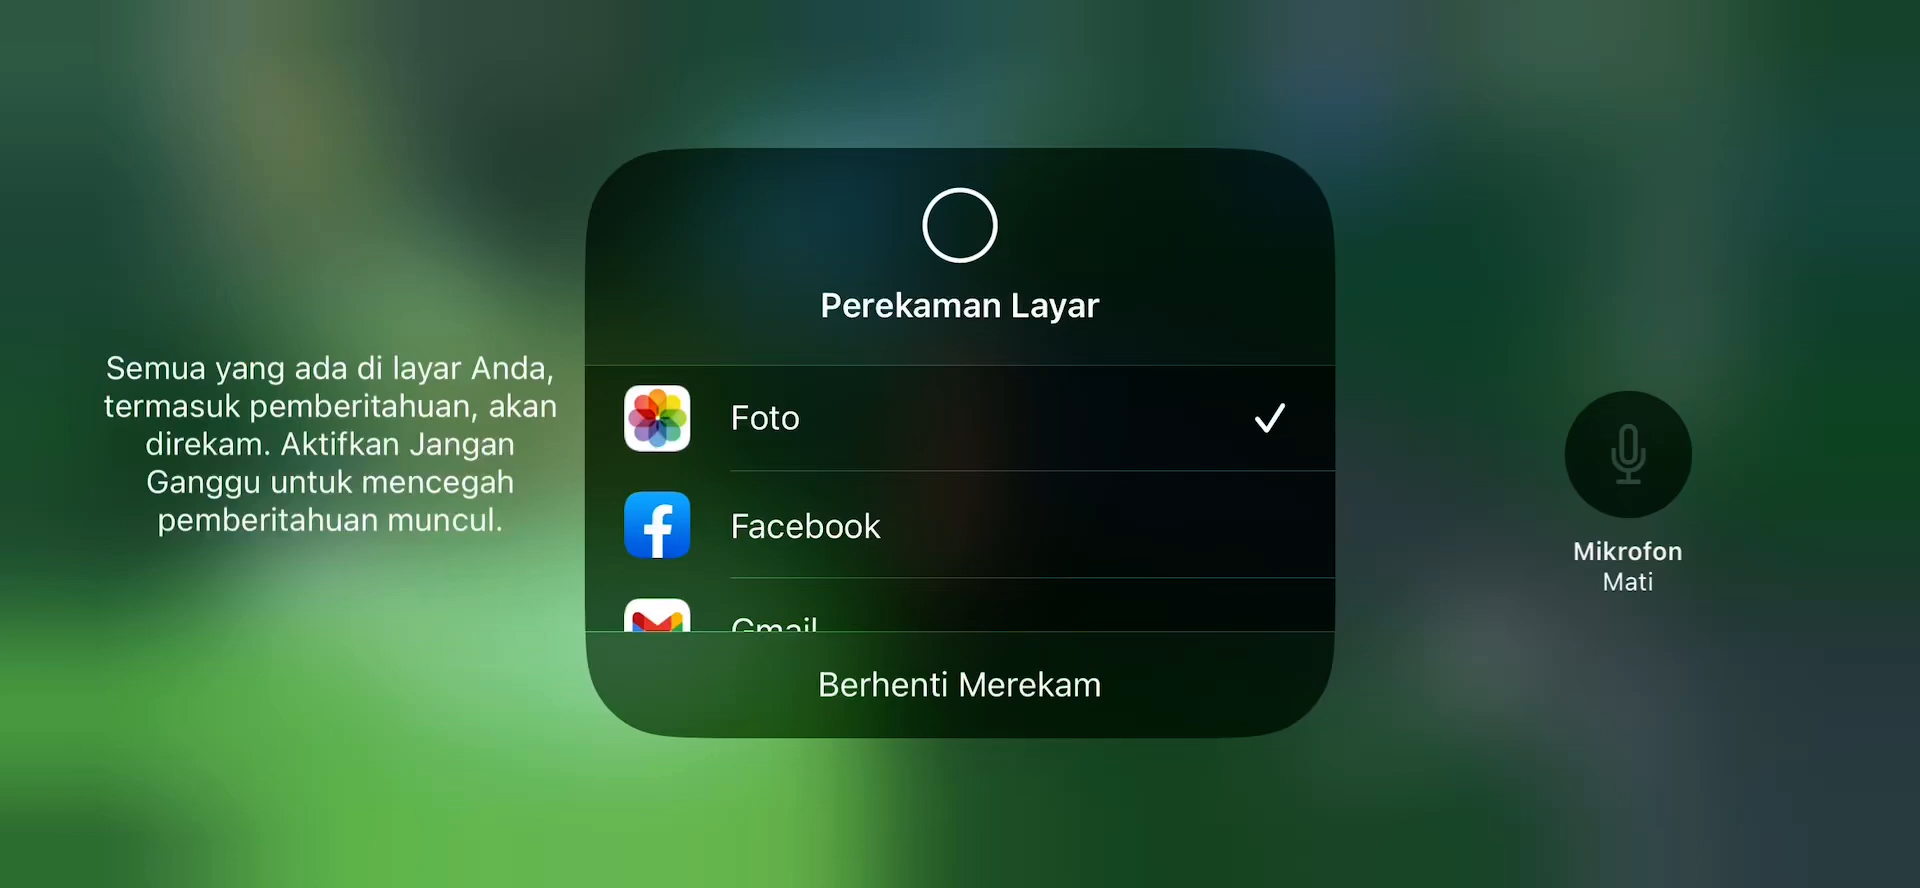 Perekaman Layar
Semua yang ada di layar Anda,
termasuk pemberitahuan, akan
direkam. Aktifkan Jangan
Ganggu untuk mencegah
pemberitahuan muncul.
Foto
Facebook
Gmail
Berhenti Merekam
Mikrofon
Mati